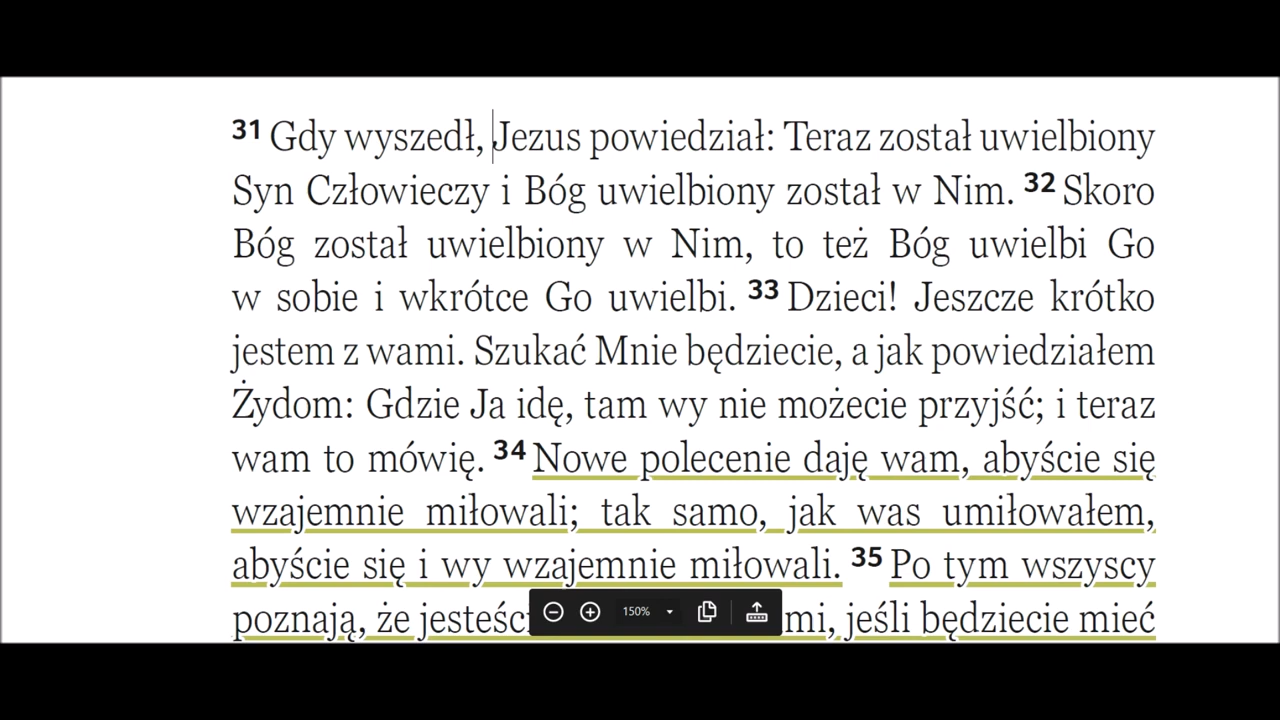 31 Gdy wyszedł, Jezus powiedział: Teraz został uwielbiony
Syn Człowieczy i Bóg uwielbiony został w Nim. 32 Skoro
Bóg został uwielbiony w Nim, to też Bóg uwielbi Go
w sobie i wkrótce Go uwielbi. 33 Dzieci! Jeszcze krótko
jestem z wami. Szukać Mnie będziecie, a jak powiedziałem
Żydom: Gdzie Ja idę, tam wy nie możecie przyjść; i teraz
wam to mówię. 34 Nowe polecenie daję wam, abyście się
wzajemnie miłowali; tak samo, jak was umiłowałem,
abyście się i wy wzajemnie miłowali. 35 Po tym wszyscy
poznają, że jeśli będziecie mieć
150%